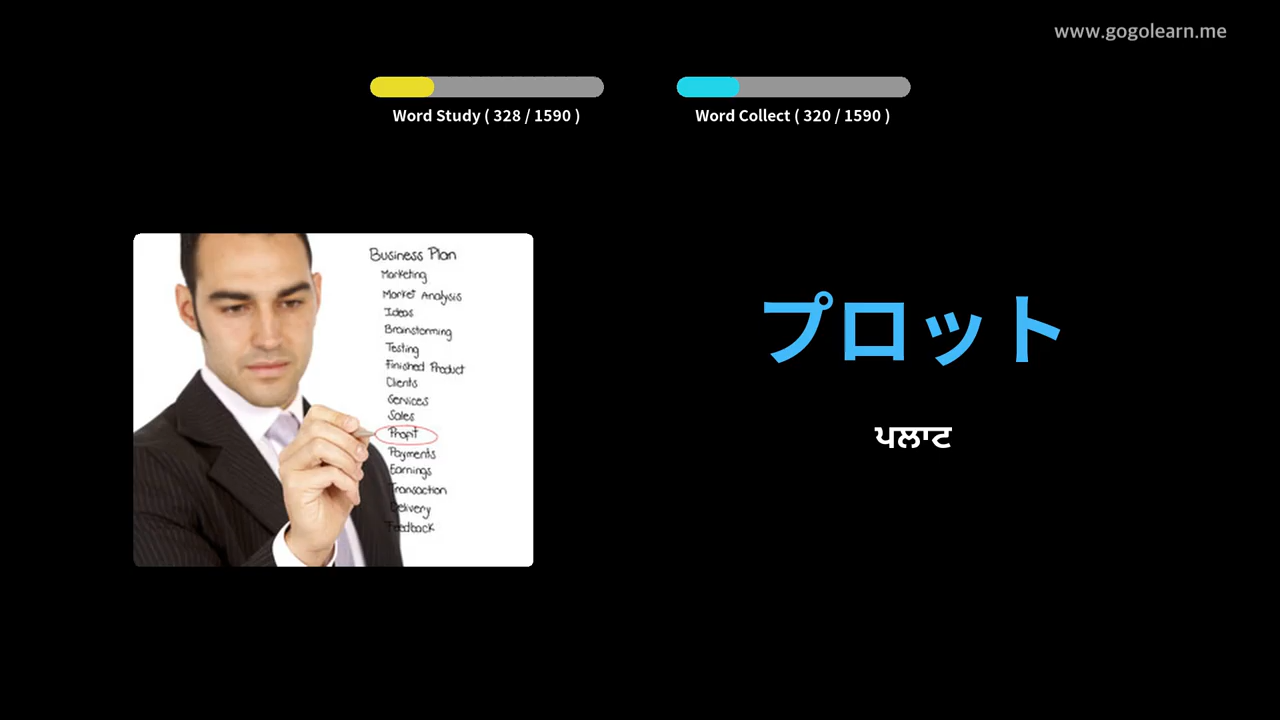 www.gogolearn.me
Word Study ( 328 / 1590 )
Word Collect ( 320 / 1590 )
Business Plan
Marketing
Market Analysis
Ideas
Brainstorming
Testing
Finished Product
Clients
Services
Sales
Profit
Payments
Earnings
Transaction
Delivery
Feedback
プロット
ਪਲਾਟ